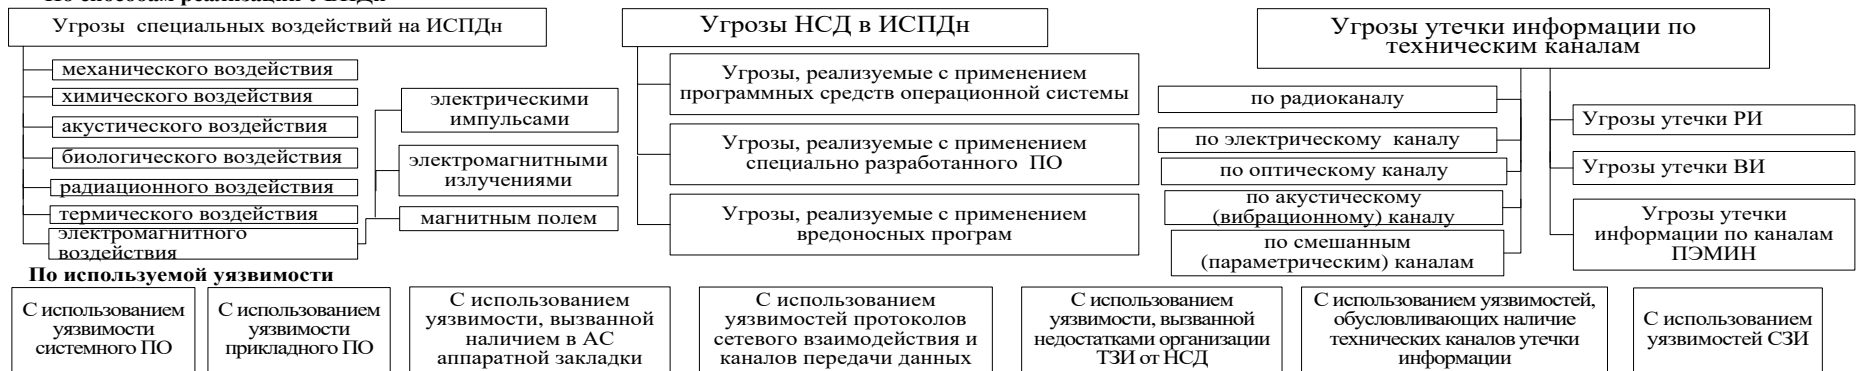 По способам реализации УБПДн
Угрозы специальных воздействий на ИСПДн
механического воздействия
химического воздействия
акустического воздействия
биологического воздействия
радиационного воздействия
термического воздействия
электромагнитного
воздействия
электрическими
импульсами
электромагнитными
излучениями
магнитным полем
Угрозы НСД в ИСПДн
Угрозы, реализуемые с применением
программных средств операционной системы
Угрозы, реализуемые с применением
специально разработанного ПО
Угрозы, реализуемые с применением
вредоносных програм
Угрозы утечки информации по
техническим каналам
по радиоканалу
по электрическому каналу
по оптическому каналу
по акустическому
(вибрационному) каналу
по смешанным
(параметрическим) каналам
Угрозы утечки РИ
Угрозы утечки ВИ
Угрозы утечки
информации по каналам
ПЭМИН
По используемой уязвимости
С использованием
уязвимости
системного ПО
С использованием
уязвимости
прикладного ПО
С использованием
уязвимости, вызванной
наличием в АС
аппаратной закладки
С использованием
уязвимостей протоколов
сетевого взаимодействия и
каналов передачи данных
С использованием
уязвимости, вызванной
недостатками организации
ТЗИ от НСД
С использованием уязвимостей,
обусловливающих наличие
технических каналов утечки
информации
С использованием
уязвимостей СЗИ